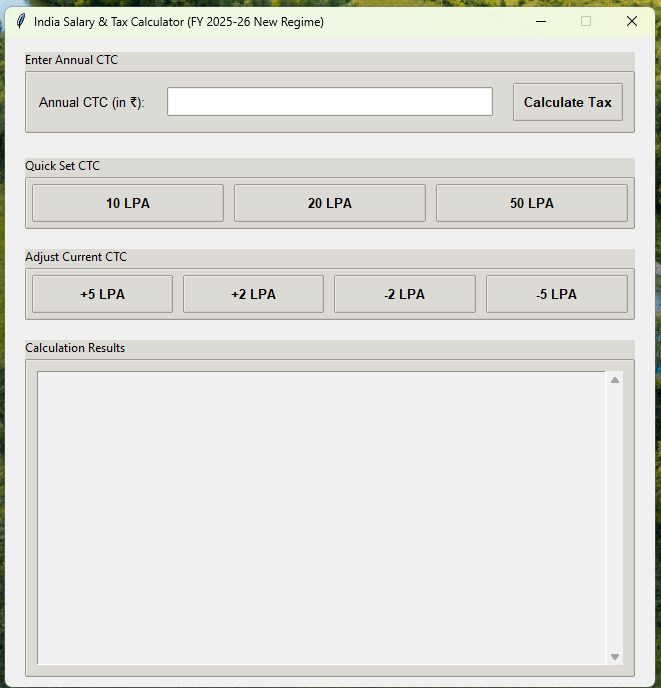 India Salary & Tax Calculator (FY 2025-26 New Regime)
Enter Annual CTC
Annual CTC (in ₹):
Calculate Tax
Quick Set CTC
10 LPA
20 LPA
50 LPA
Adjust Current CTC
+5 LPA
+2 LPA
-2 LPA
-5 LPA
Calculation Results